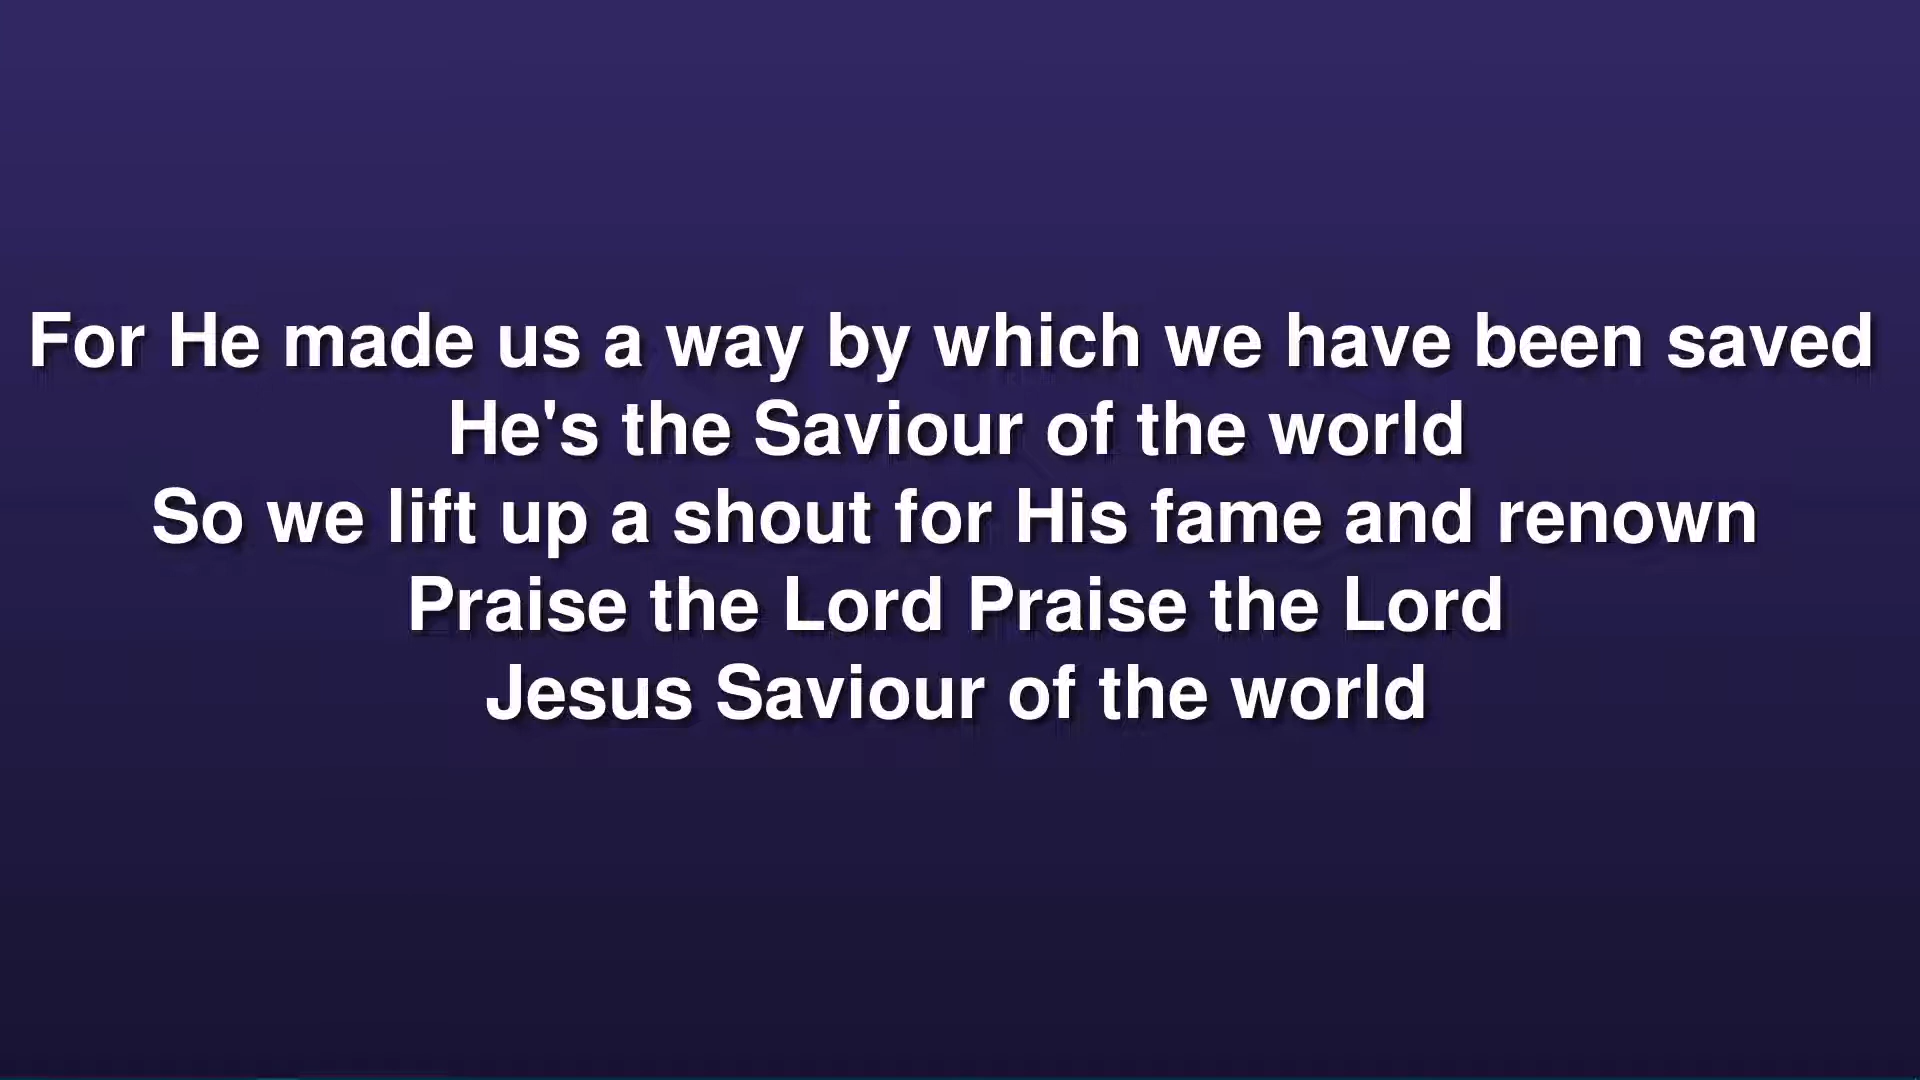 For He made us a way by which we have been saved
He's the Saviour of the world
So we lift up a shout for His fame and renown
Praise the Lord Praise the Lord
Jesus Saviour of the world